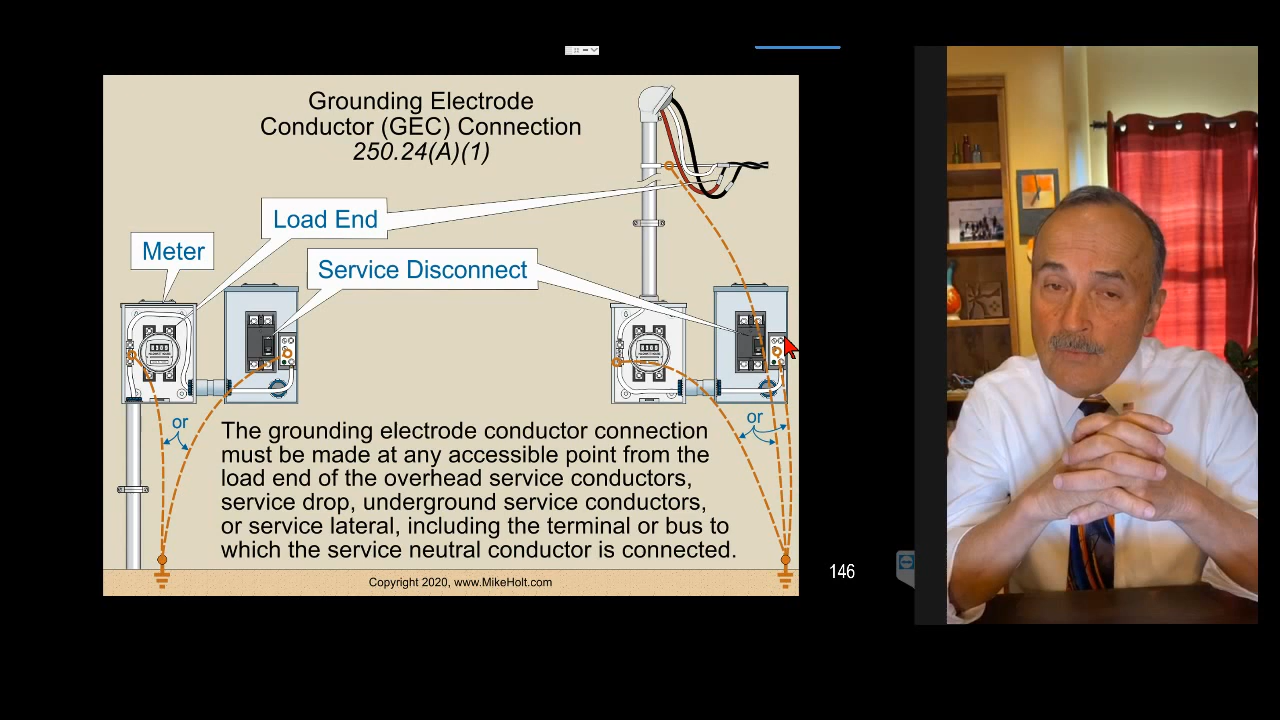 Grounding Electrode
Conductor (GEC) Connection
250.24(A)(1)
Load End
Meter
Service Disconnect
or
or
The grounding electrode conductor connection
must be made at any accessible point from the
load end of the overhead service conductors,
service drop, underground service conductors,
or service lateral, including the terminal or bus to
which the service neutral conductor is connected.
Copyright 2020, www.MikeHolt.com
146